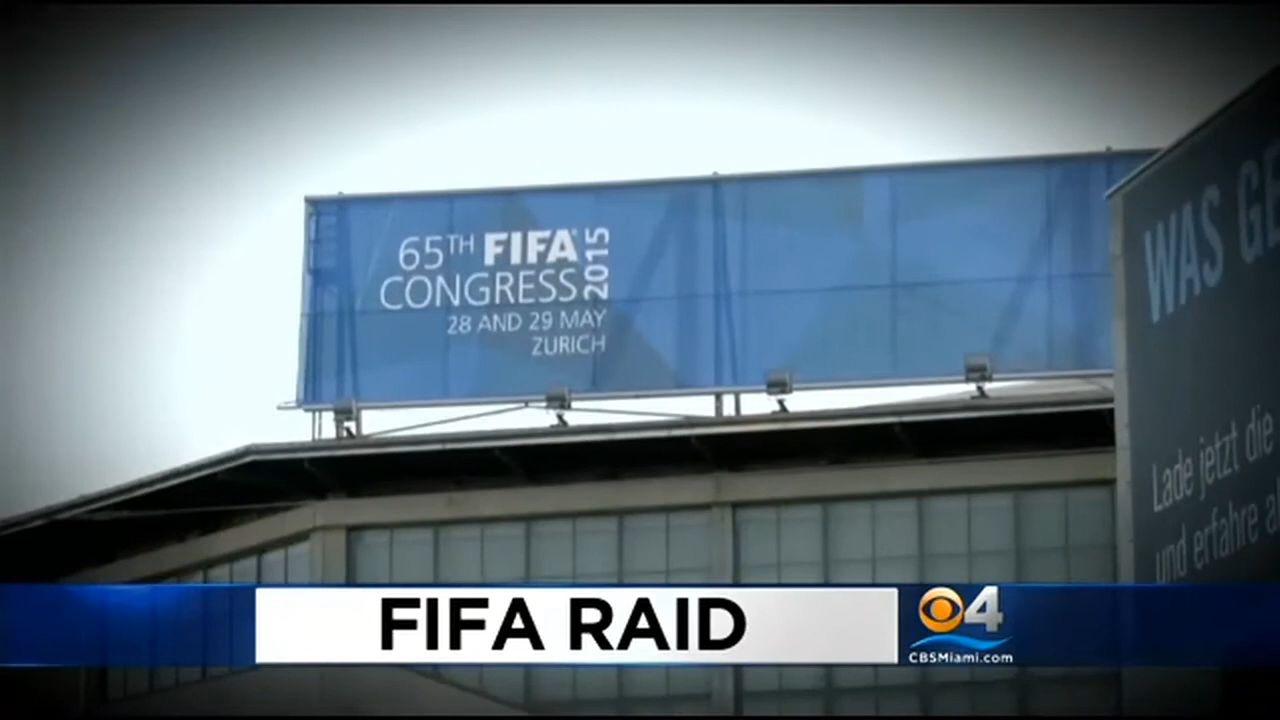 65TH FIFA 2015
CONGRESS
28 AND 29 MAY
ZURICH
WAS
Lade jetzt die
und erfahre
FIFA RAID
4
CBSMiami.com